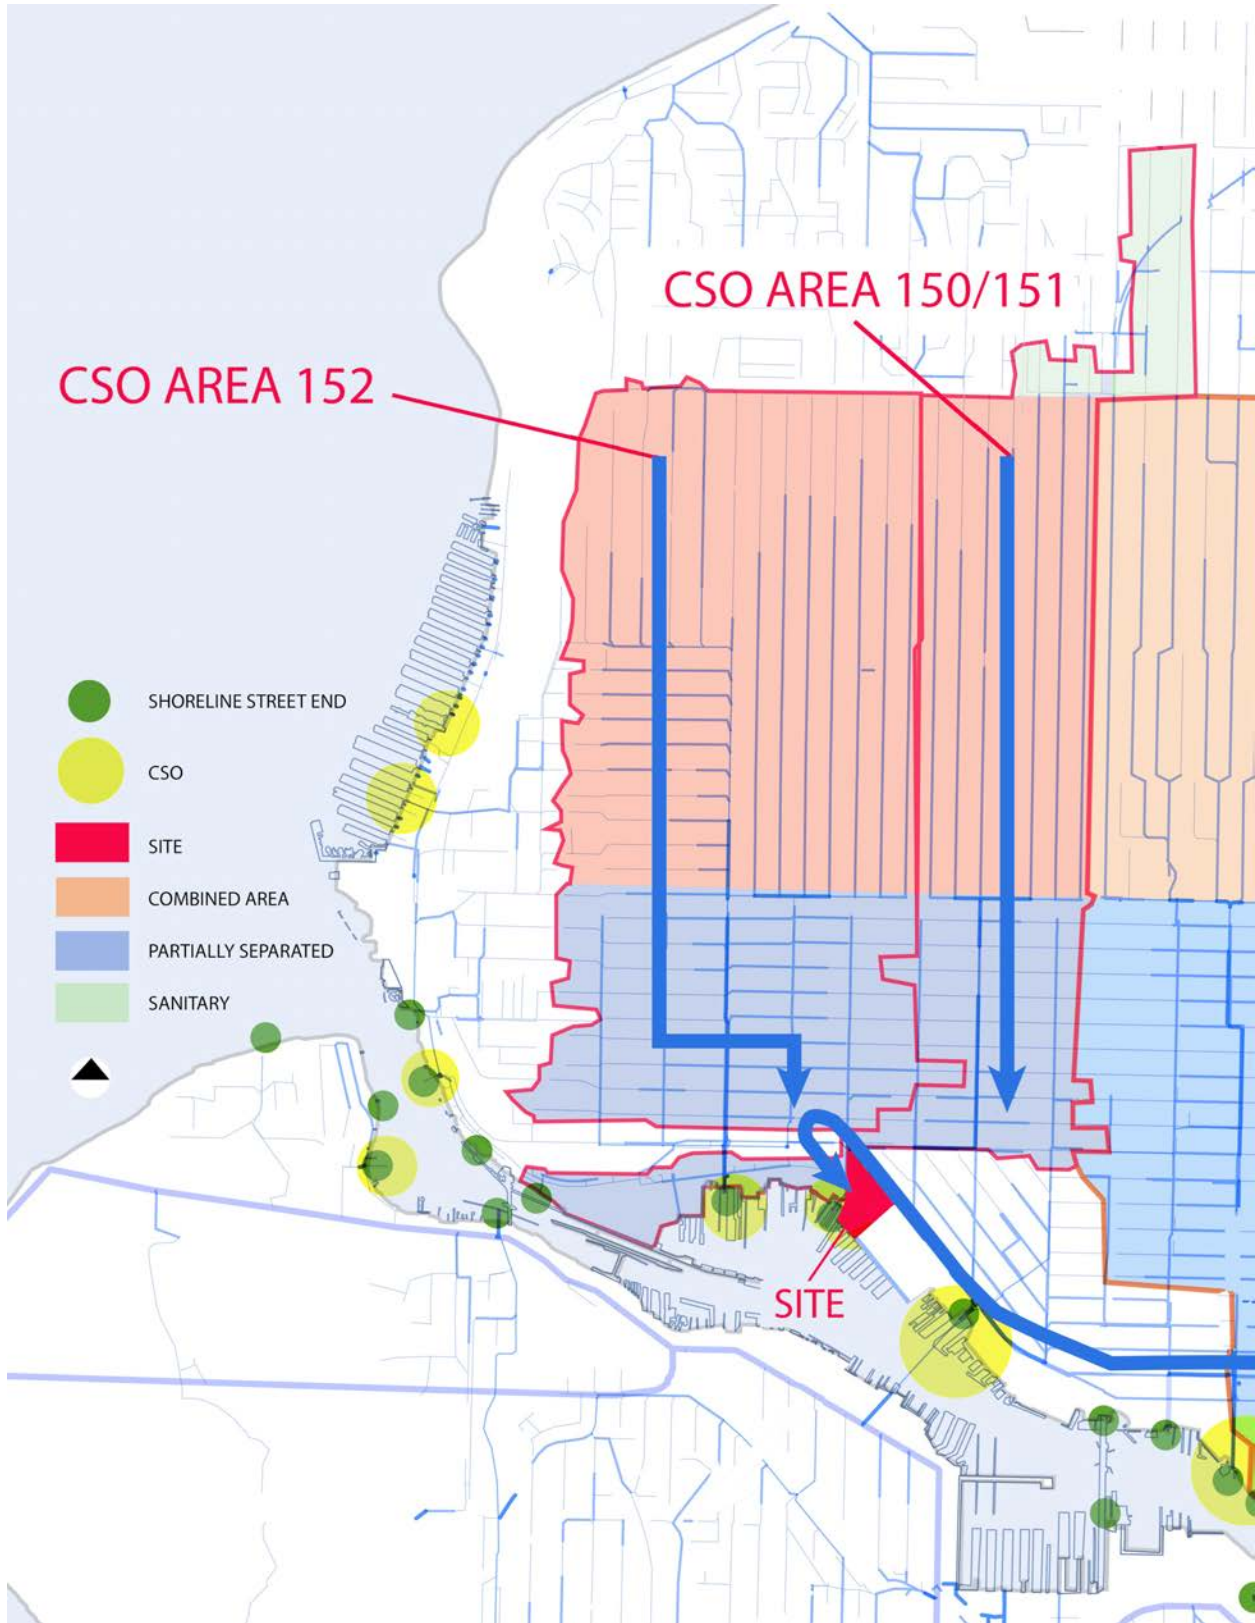 CSO AREA 150/151
CSO AREA 152
SHORELINE STREET END
CSO
SITE
COMBINED AREA
PARTIALLY SEPARATED
SANITARY
SITE